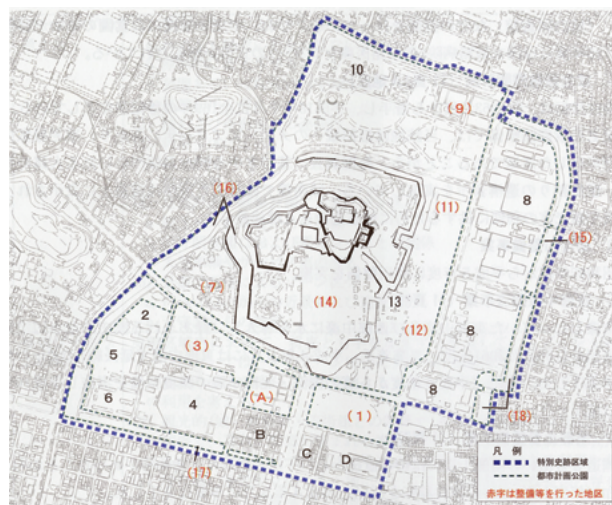 10
(9)
(16)
(11)
8
(15)
(7)
(14)
13
2
(12)
(3)
8
5
(A)
6
4
(1)
8
B
(18)
C
D
(17)
凡 例
特別史跡区域
都市計画公園
赤字は整備等を行った地区